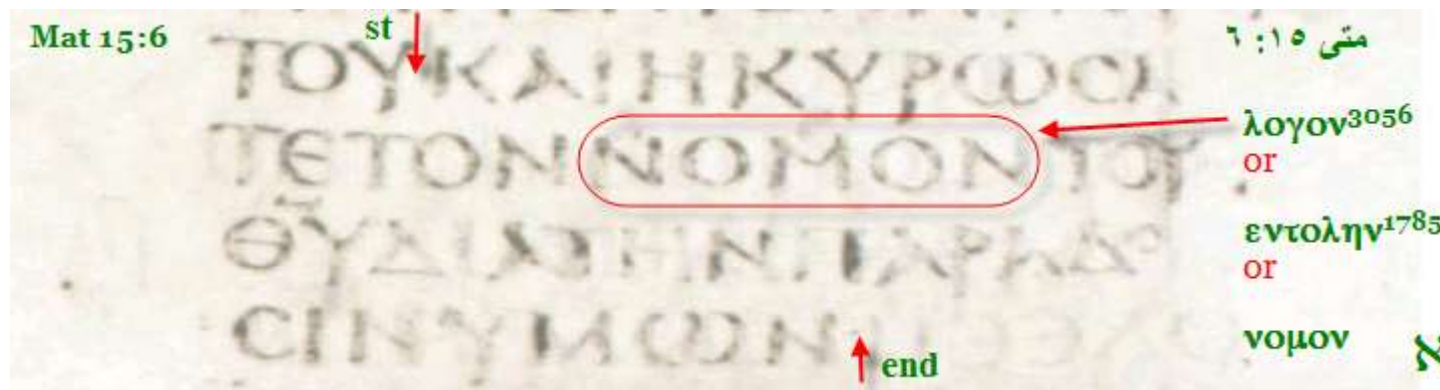 Mat 15:6
st
متى ١٥: ٦
ΤΟΥΚΑΙΗΚΥΡΩCΑ
ΤΕΤΟΝΝΟΜΟΝΤΟΥ
ΘΥΔΙΑΤΗΝΠΑΡΑΔΟ
CΙΝΥΜΩΝ
end
λογον3056
or
εντολην1785
or
νομον
א